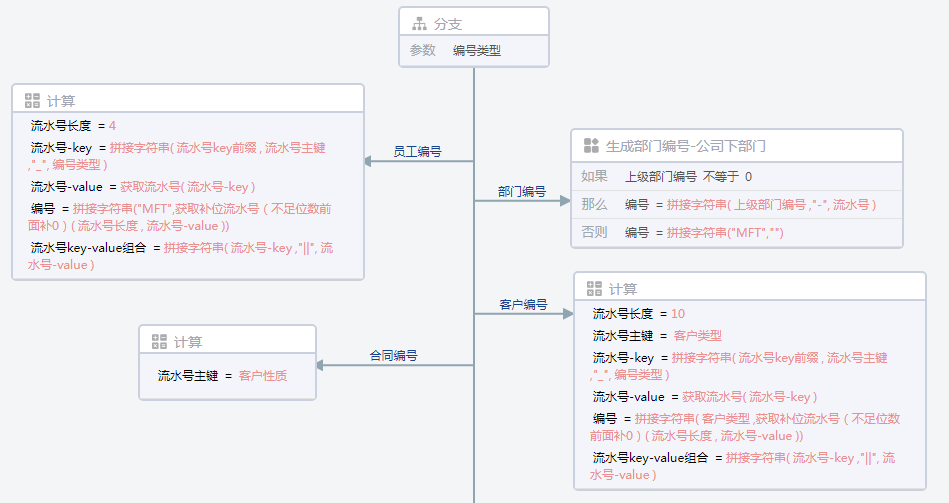 分支
参数 编号类型
计算
流水号长度 = 4
流水号-key = 拼接字符串( 流水号key前缀 , 流水号主键
,"_", 编号类型 )
流水号-value = 获取流水号( 流水号-key )
编号 = 拼接字符串("MFT",获取补位流水号（不足位数前
面补0）( 流水号长度 , 流水号-value ))
流水号key-value组合 = 拼接字符串( 流水号-key ,"||", 流
水号-value )
员工编号
部门编号
生成部门编号-公司下部门
如果 上级部门编号 不等于 0
那么 编号 = 拼接字符串( 上级部门编号 ,"-", 流水号 )
否则 编号 = 拼接字符串("MFT","")
客户编号
计算
流水号长度 = 10
流水号主键 = 客户类型
流水号-key = 拼接字符串( 流水号key前缀 , 流水号主键
,"_", 编号类型 )
流水号-value = 获取流水号( 流水号-key )
编号 = 拼接字符串( 客户类型 ,获取补位流水号（不足位数
前面补0）( 流水号长度 , 流水号-value ))
流水号key-value组合 = 拼接字符串( 流水号-key ,"||", 流
水号-value )
合同编号
计算
流水号主键 = 客户性质